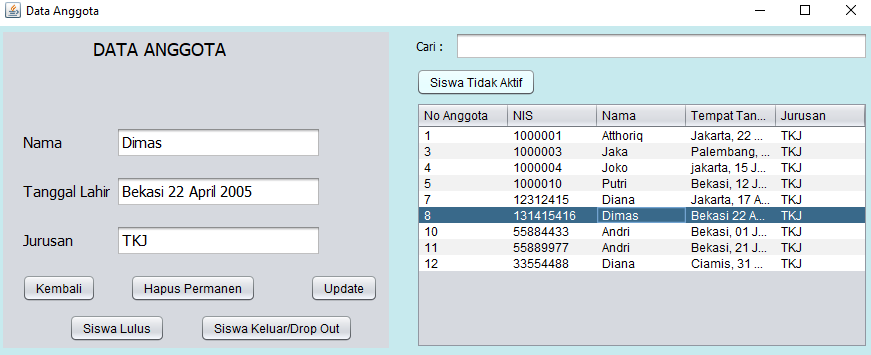 Data Anggota
DATA ANGGOTA
Nama Dimas
Tanggal Lahir Bekasi 22 April 2005
Jurusan TKJ
Kembali Hapus Permanen Update
Siswa Lulus Siswa Keluar/Drop Out
Cari :
Siswa Tidak Aktif
No Anggota NIS Nama Tempat Tan... Jurusan
1 1000001 Atthoriq Jakarta, 22 ... TKJ
3 1000003 Jaka Palembang, ... TKJ
4 1000004 Joko jakarta, 15 J... TKJ
5 1000010 Putri Bekasi, 12 J... TKJ
7 12312415 Diana Jakarta, 17 A... TKJ
8 131415416 Dimas Bekasi 22 A... TKJ
10 55884433 Andri Bekasi, 01 J... TKJ
11 55889977 Andri Bekasi, 21 J... TKJ
12 33554488 Diana Ciamis, 31 ... TKJ